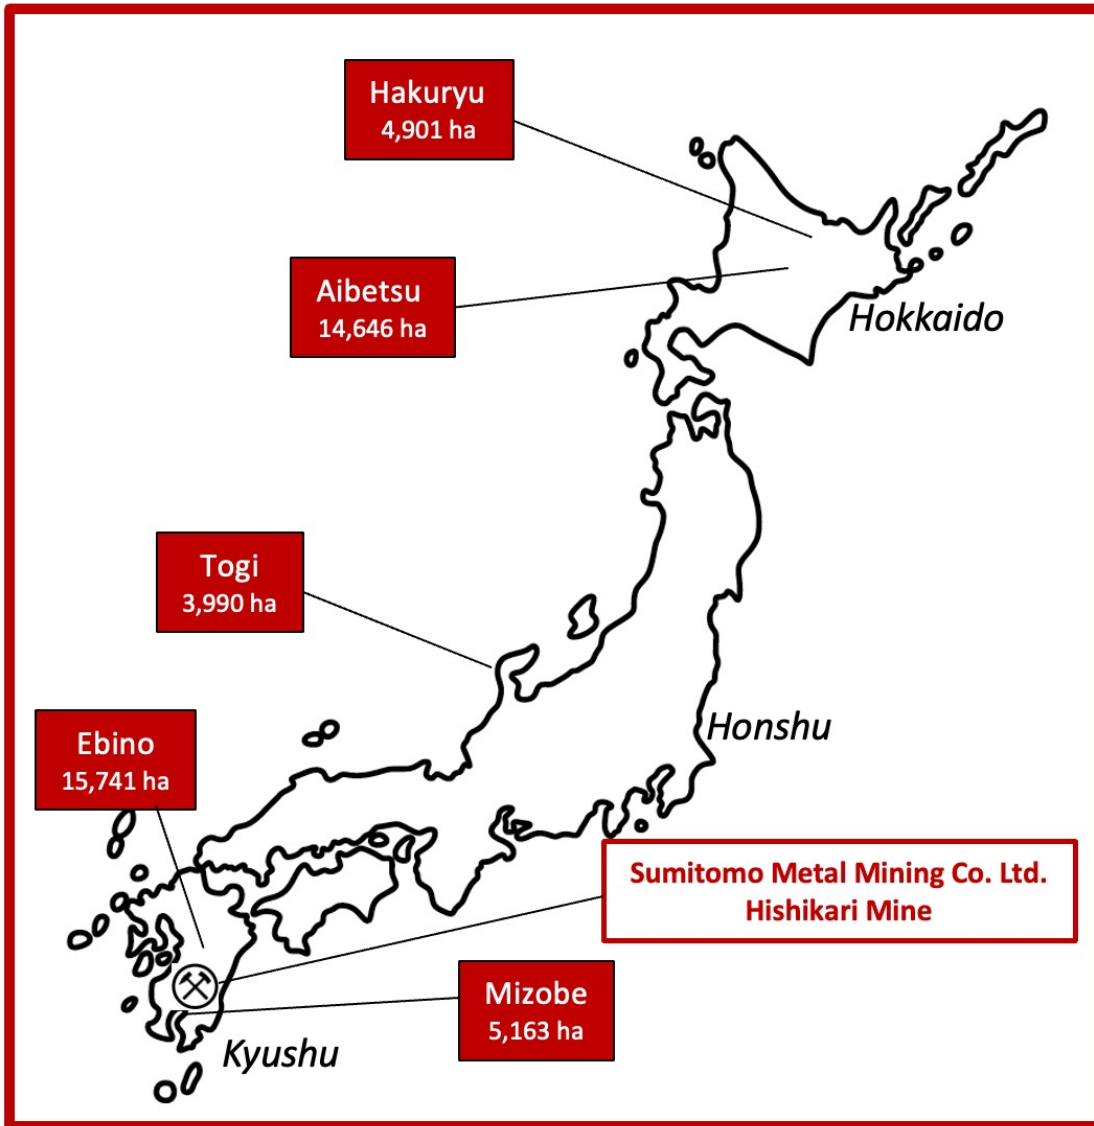 Hakuryu
4,901 ha
Aibetsu
14,646 ha
Hokkaido
Togi
3,990 ha
Ebino
15,741 ha
Honshu
Sumitomo Metal Mining Co. Ltd.
Hishikari Mine
Mizobe
5,163 ha
Kyushu